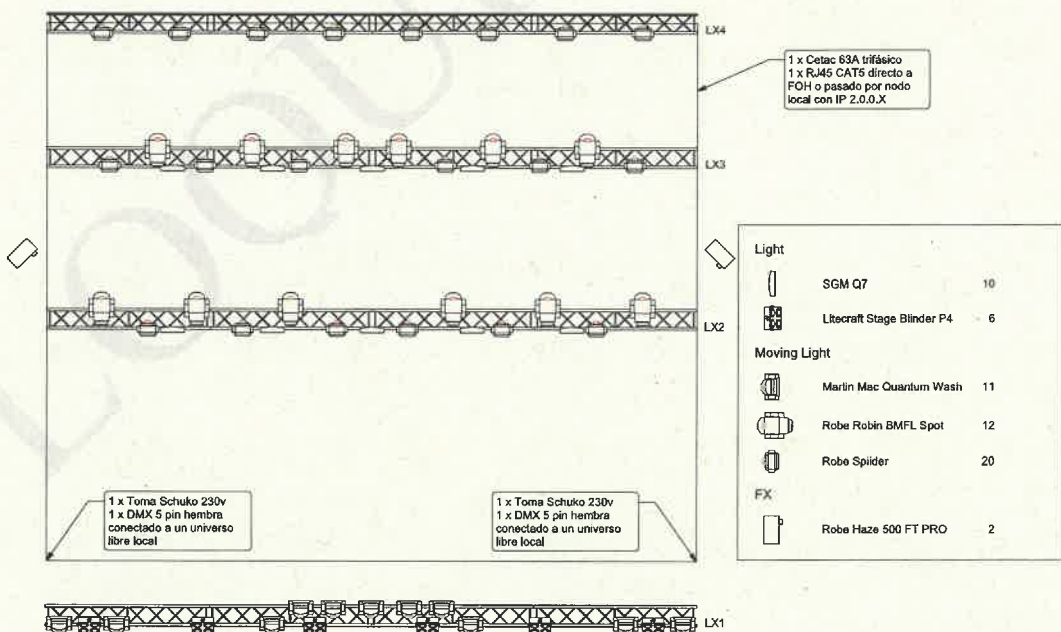 LX4
1 x Cetac 63A trifásico
1 x RJ45 CAT5 directo a
FOH o pasado por nodo
local con IP 2.0.0.X
LX3
LX2
Light
SGM Q7 10
Litecraft Stage Blinder P4 6
Moving Light
Martin Mac Quantum Wash 11
Robe Robin BMFL Spot 12
Robe Spiider 20
FX
Robe Haze 500 FT PRO 2
1 x Toma Schuko 230v
1 x DMX 5 pin hembra
conectado a un universo
libre local
1 x Toma Schuko 230v
1 x DMX 5 pin hembra
conectado a un universo
libre local
LX1